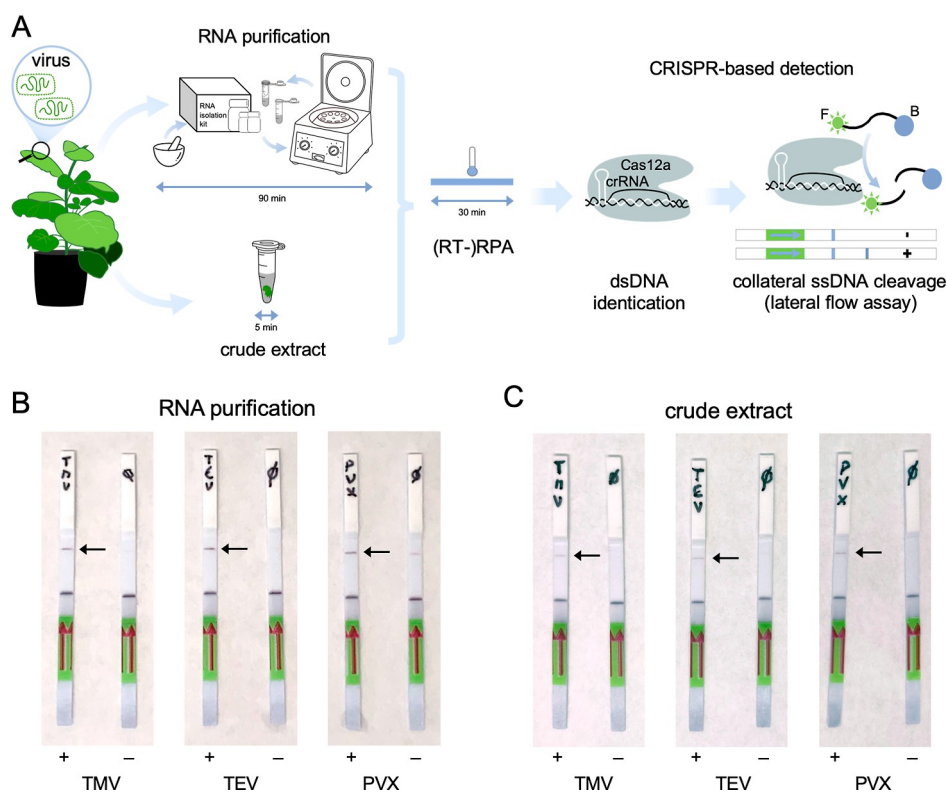 A
virus
RNA purification
RNA
isolation
kit
90 min
5 min
crude extract
30 min
(RT-)RPA
CRISPR-based detection
Cas12a
crRNA
dsDNA
identication
F
B
-
+
collateral ssDNA cleavage
(lateral flow assay)
B
RNA purification
TMV
Ø
TEV
Ø
PVX
Ø
+ – + – + –
TMV TEV PVX
C
crude extract
TMV
Ø
TEV
Ø
PVX
Ø
+ – + – + –
TMV TEV PVX